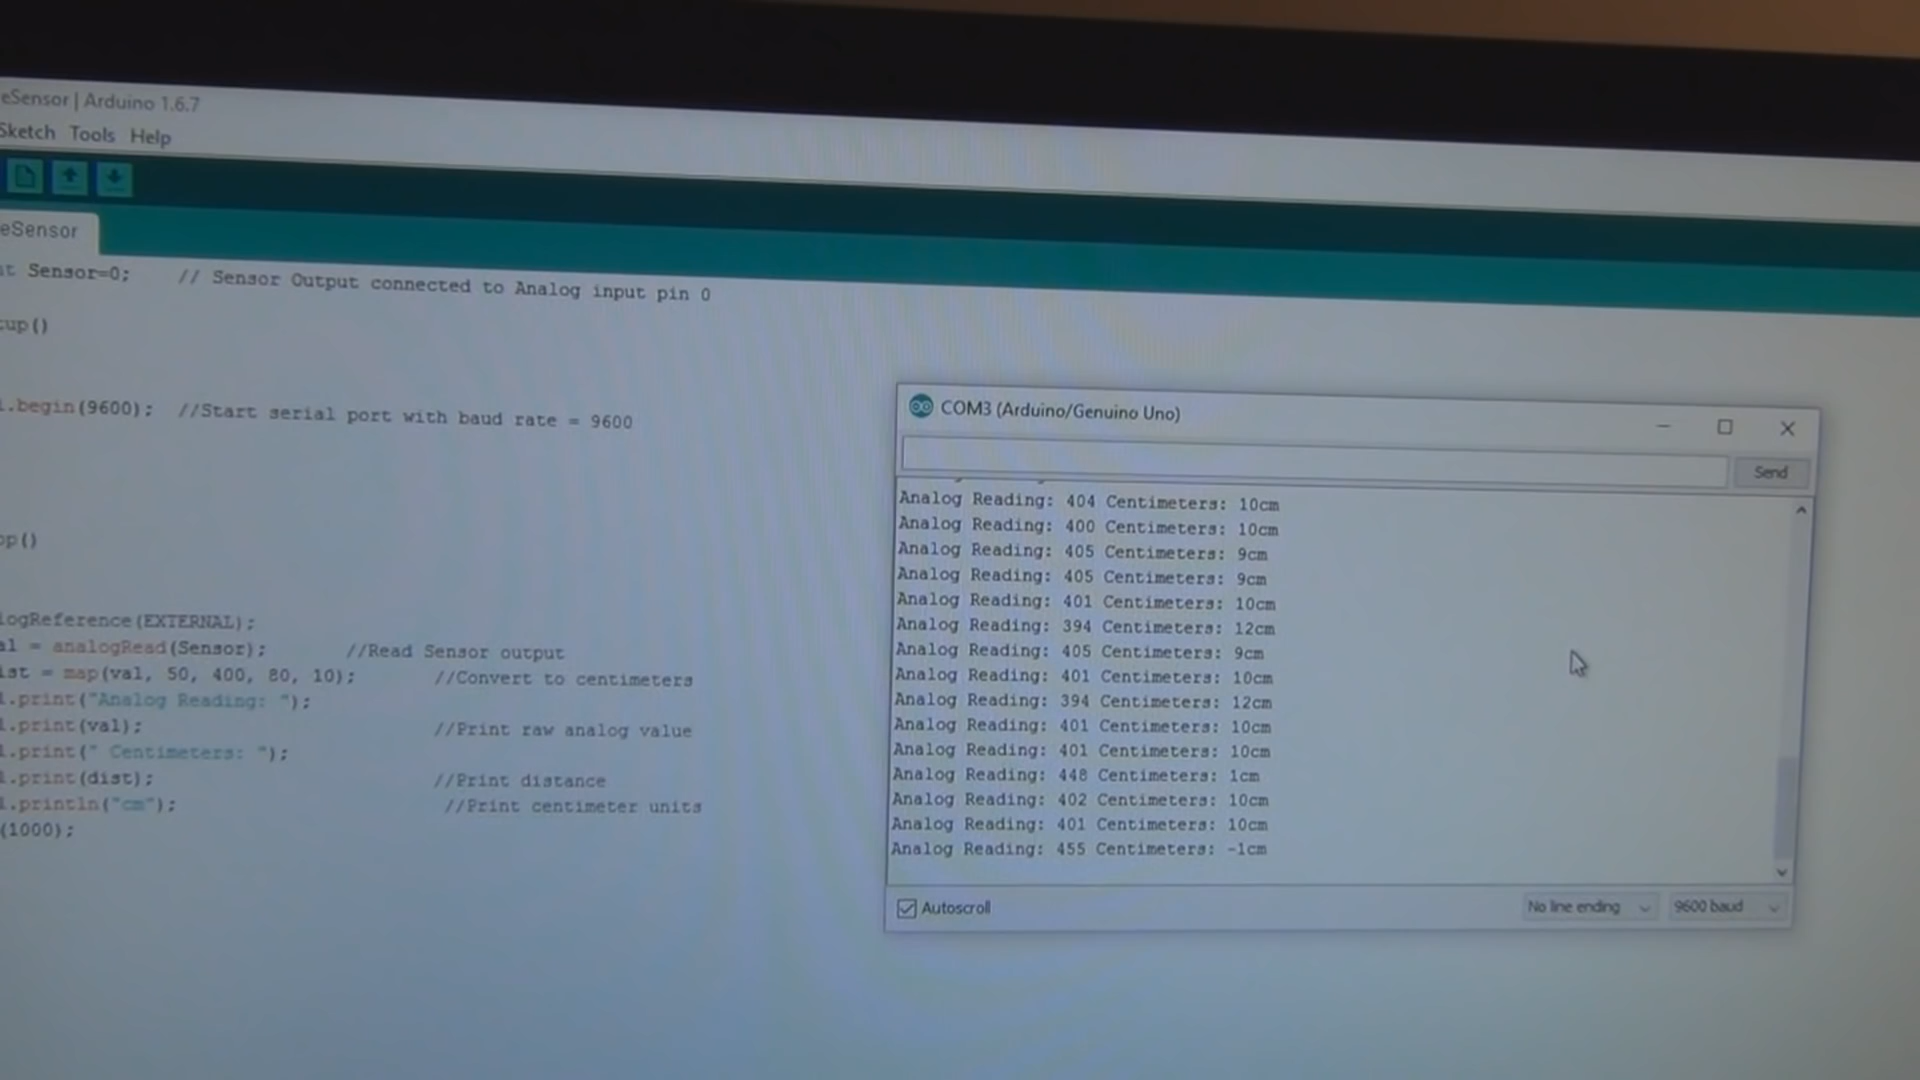 eSensor | Arduino 1.6.7
Sketch Tools Help
eSensor
t Sensor=0; // Sensor Output connected to Analog input pin 0
tup()
l.begin(9600); //Start serial port with baud rate = 9600
op()
logReference(EXTERNAL);
al = analogRead(Sensor); //Read Sensor output
ist = map(val, 50, 400, 80, 10); //Convert to centimeters
l.print("Analog Reading: ");
l.print(val); //Print raw analog value
l.print(" Centimeters: ");
l.print(dist); //Print distance
l.println("cm"); //Print centimeter units
(1000);
COM3 (Arduino/Genuino Uno)
Send
Analog Reading: 404 Centimeters: 10cm
Analog Reading: 400 Centimeters: 10cm
Analog Reading: 405 Centimeters: 9cm
Analog Reading: 405 Centimeters: 9cm
Analog Reading: 401 Centimeters: 10cm
Analog Reading: 394 Centimeters: 12cm
Analog Reading: 405 Centimeters: 9cm
Analog Reading: 401 Centimeters: 10cm
Analog Reading: 394 Centimeters: 12cm
Analog Reading: 401 Centimeters: 10cm
Analog Reading: 401 Centimeters: 10cm
Analog Reading: 448 Centimeters: 1cm
Analog Reading: 402 Centimeters: 10cm
Analog Reading: 401 Centimeters: 10cm
Analog Reading: 455 Centimeters: -1cm
Autoscroll
No line ending
9600 baud